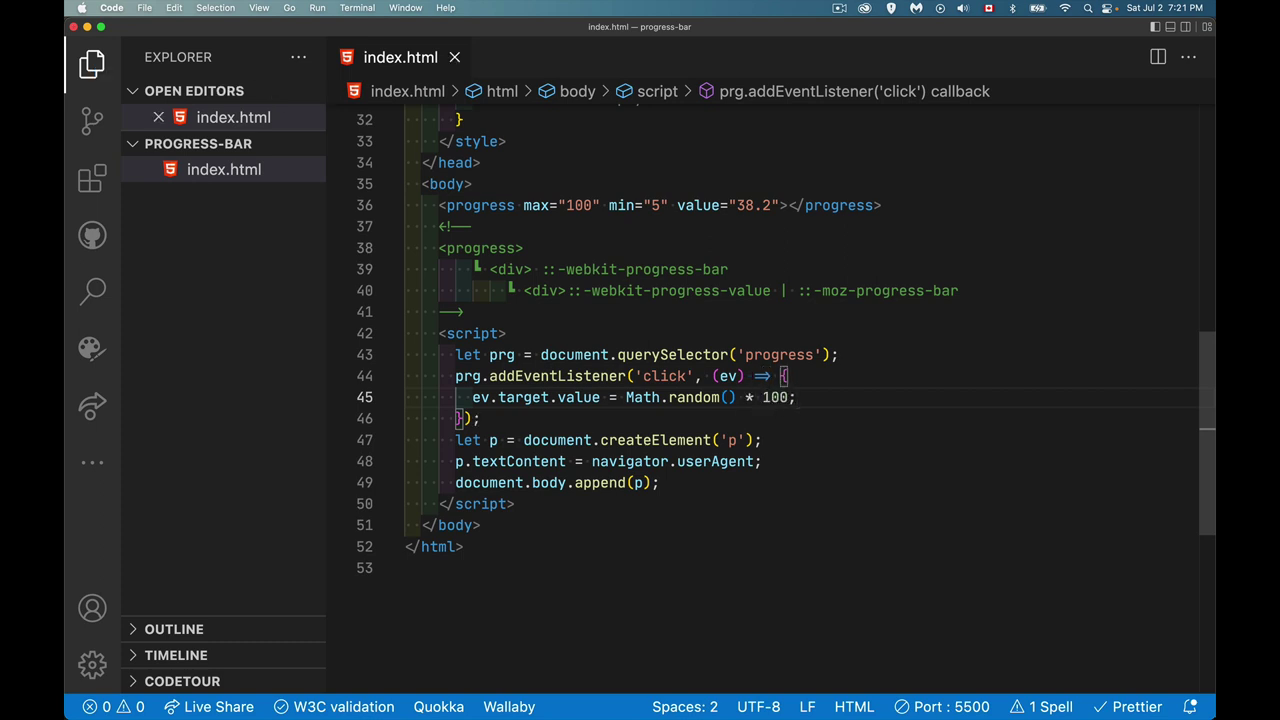 Code File Edit Selection View Go Run Terminal Window Help Sat Jul 2 7:21 PM
index.html — progress-bar
EXPLORER
index.html
OPEN EDITORS
index.html > html > body > script > prg.addEventListener('click') callback
index.html
PROGRESS-BAR
index.html
32 }
33 </style>
34 </head>
35 <body>
36 <progress max="100" min="5" value="38.2"></progress>
37 <!--
38 <progress>
39 ┗ <div> ::-webkit-progress-bar
40 ┗ <div>::-webkit-progress-value | ::-moz-progress-bar
41 -->
42 <script>
43 let prg = document.querySelector('progress');
44 prg.addEventListener('click', (ev) => {
45 ev.target.value = Math.random() * 100;
46 });
47 let p = document.createElement('p');
48 p.textContent = navigator.userAgent;
49 document.body.append(p);
50 </script>
51 </body>
52 </html>
53
OUTLINE
TIMELINE
CODETOUR
0 0 Live Share W3C validation Quokka Wallaby Spaces: 2 UTF-8 LF HTML Port : 5500 1 Spell Prettier